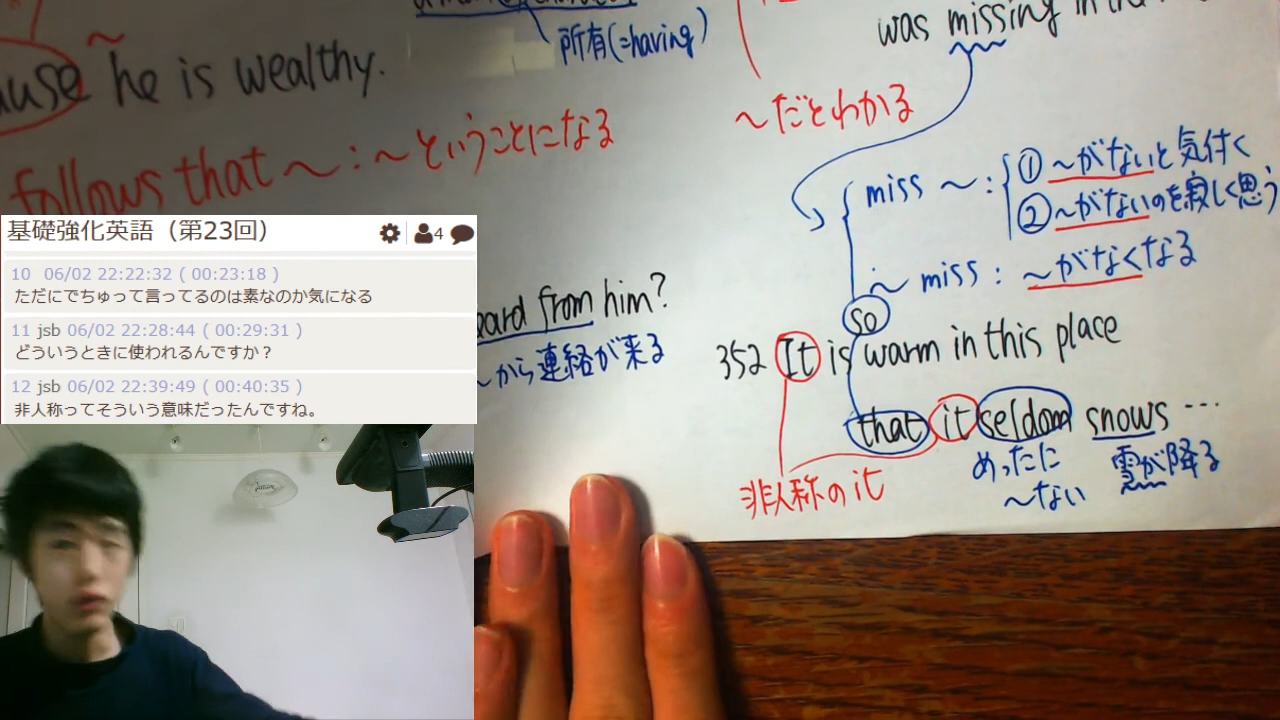 所有(=having)
was missing in the
he is wealthy.
〜だとわかる
follows that 〜:〜ということになる
miss 〜:
①〜がないと気付く
②〜がないのを寂しく思う
〜 miss : 〜がなくなる
基礎強化英語（第23回）
4
10 06/02 22:22:32 ( 00:23:18 )
ただにでちゅって言ってるのは素なのか気になる
11 jsb 06/02 22:28:44 ( 00:29:31 )
どういうときに使われるんですか？
12 jsb 06/02 22:39:49 ( 00:40:35 )
非人称ってそういう意味だったんですね。
from him?
〜から連絡が来る
so
352 It is warm in this place
that it seldom snows …
めったに
〜ない
雪が降る
非人称のit